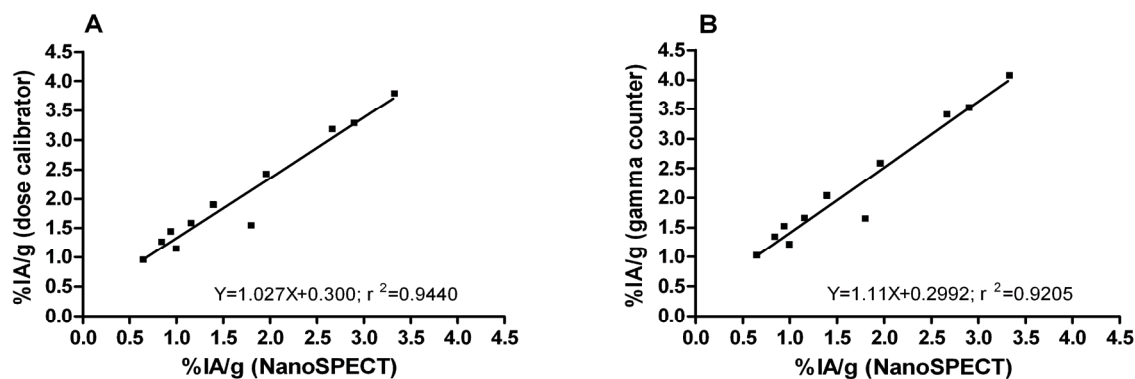 A
4.5
4.0
3.5
3.0
2.5
2.0
1.5
1.0
0.5
0.0
%IA/g (dose calibrator)
Y=1.027X+0.300; r 2=0.9440
0.0 0.5 1.0 1.5 2.0 2.5 3.0 3.5 4.0 4.5
%IA/g (NanoSPECT)
B
4.5
4.0
3.5
3.0
2.5
2.0
1.5
1.0
0.5
0.0
%IA/g (gamma counter)
Y=1.11X+0.2992; r 2=0.9205
0.0 0.5 1.0 1.5 2.0 2.5 3.0 3.5 4.0 4.5
%IA/g (NanoSPECT)